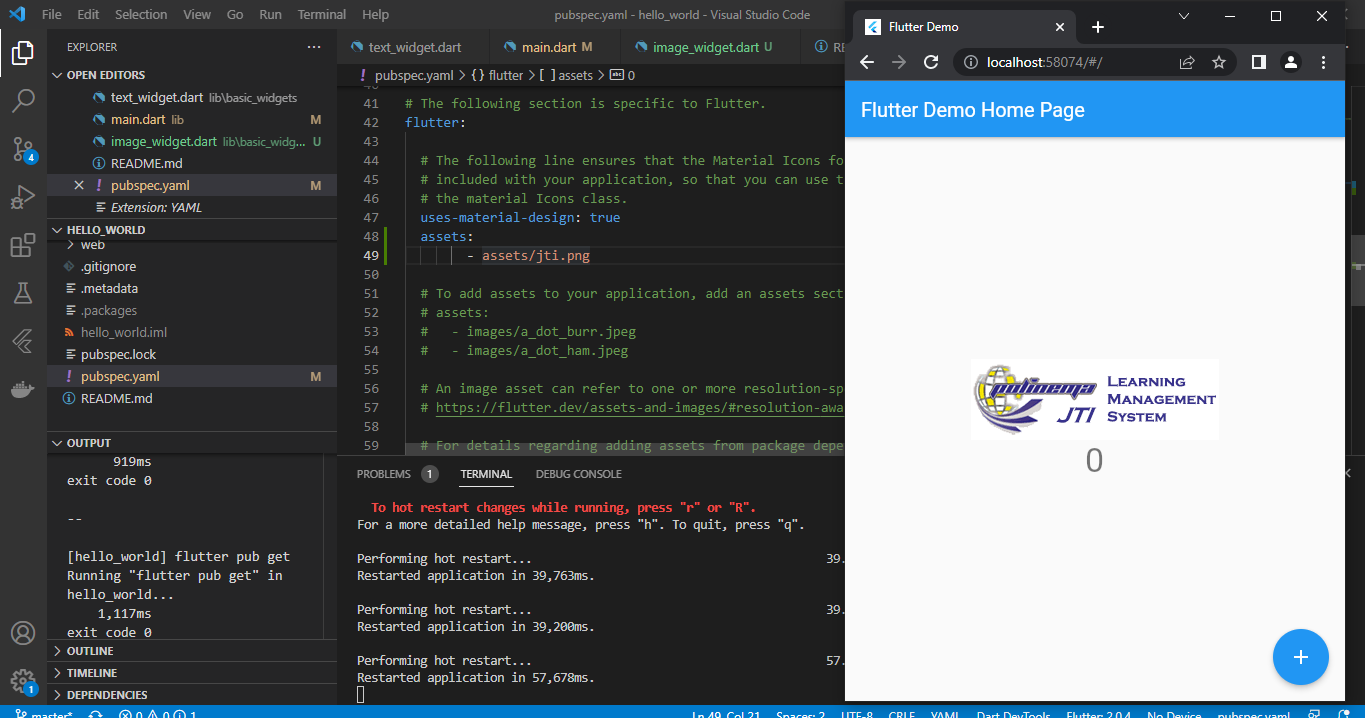 File Edit Selection View Go Run Terminal Help
pubspec.yaml - hello_world - Visual Studio Code
EXPLORER
OPEN EDITORS
text_widget.dart lib\basic_widgets
main.dart lib M
image_widget.dart lib\basic_widg... U
README.md
pubspec.yaml M
Extension: YAML
HELLO_WORLD
web
.gitignore
.metadata
.packages
hello_world.iml
pubspec.lock
pubspec.yaml M
README.md
OUTPUT
919ms
exit code 0
--
[hello_world] flutter pub get
Running "flutter pub get" in
hello_world...
1,117ms
exit code 0
OUTLINE
TIMELINE
DEPENDENCIES
4
1
text_widget.dart main.dart M image_widget.dart U RE
pubspec.yaml > {} flutter > [ ] assets > abc 0
41 # The following section is specific to Flutter.
42 flutter:
43
44 # The following line ensures that the Material Icons fo
45 # included with your application, so that you can use t
46 # the material Icons class.
47 uses-material-design: true
48 assets:
49 - assets/jti.png
50
51 # To add assets to your application, add an assets sect
52 # assets:
53 #   - images/a_dot_burr.jpeg
54 #   - images/a_dot_ham.jpeg
55
56 # An image asset can refer to one or more resolution-sp
57 # https://flutter.dev/assets-and-images/#resolution-awa
58
59 # For details regarding adding assets from package depe
PROBLEMS 1 TERMINAL DEBUG CONSOLE
To hot restart changes while running, press "r" or "R".
For a more detailed help message, press "h". To quit, press "q".
Performing hot restart... 39.
Restarted application in 39,763ms.
Performing hot restart... 39.
Restarted application in 39,200ms.
Performing hot restart... 57.
Restarted application in 57,678ms.
Flutter Demo
localhost:58074/#/
Flutter Demo Home Page
polinema
JTI
LEARNING
MANAGEMENT
SYSTEM
0
+
master* 0 0 1 Ln 49, Col 21 Spaces: 2 UTF-8 CRLF YAML Dart DevTools Flutter: 2.0.4 No Device pubspec.yaml